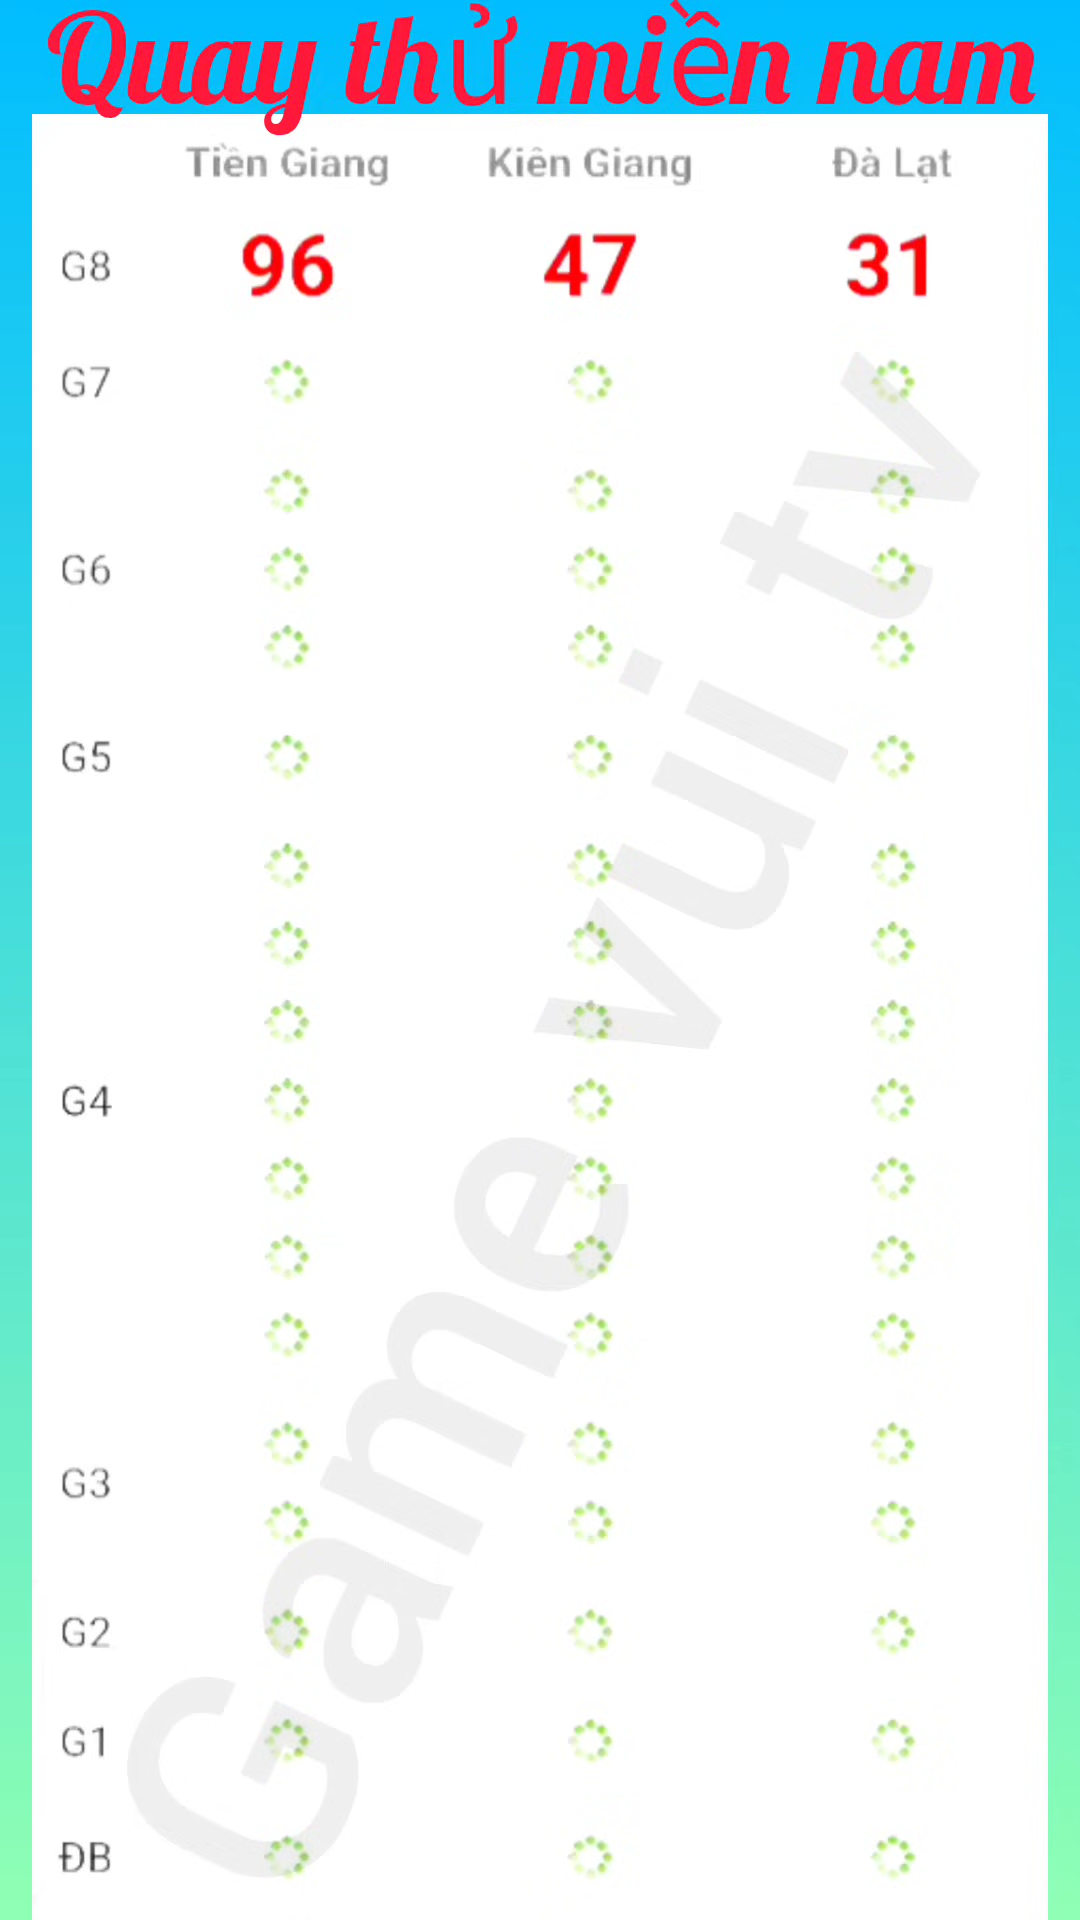 Quay thử miền nam
Tiền Giang Kiên Giang Đà Lạt
G8 96 47 31
G7
G6
G5
G4
G3
G2
G1
ĐB
Game vui tv